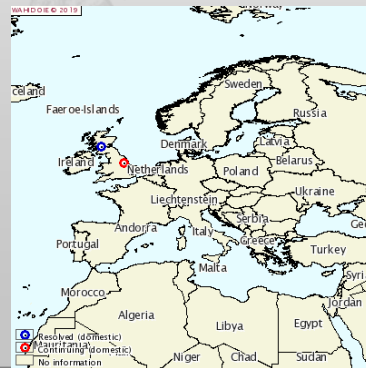 WAHID OIE © 2019
Norway
Sweden
celand
Faeroe-Islands
Russia
Denmark
Latvia
Ireland
Netherlands
Belarus
Poland
Liechtenstein
Ukraine
Andorra
Serbia
Italy
Portugal
Greece
Turkey
Malta
Syri
Morocco
Jordan
Algeria
Libya
Egypt
Resolved (domestic)
Mauritania
Continuing (domestic)
Niger
Chad
Sudan
No information